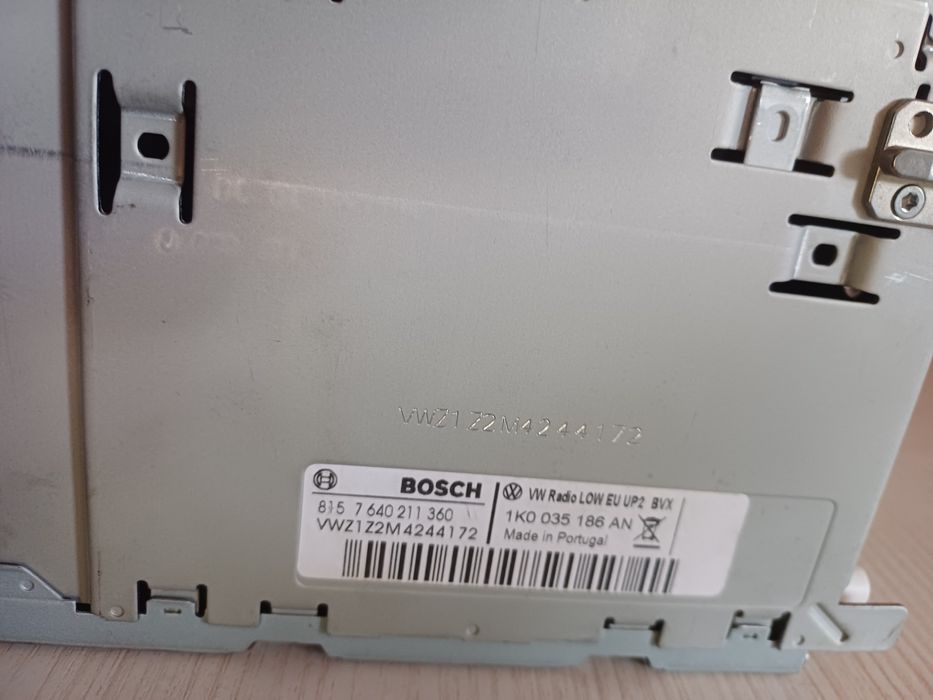 VWZ1Z2M4244172
BOSCH
815 7 640 211 360
VWZ1Z2M4244172
VW Radio LOW EU UP2 BVX
1K0 035 186 AN
Made in Portugal